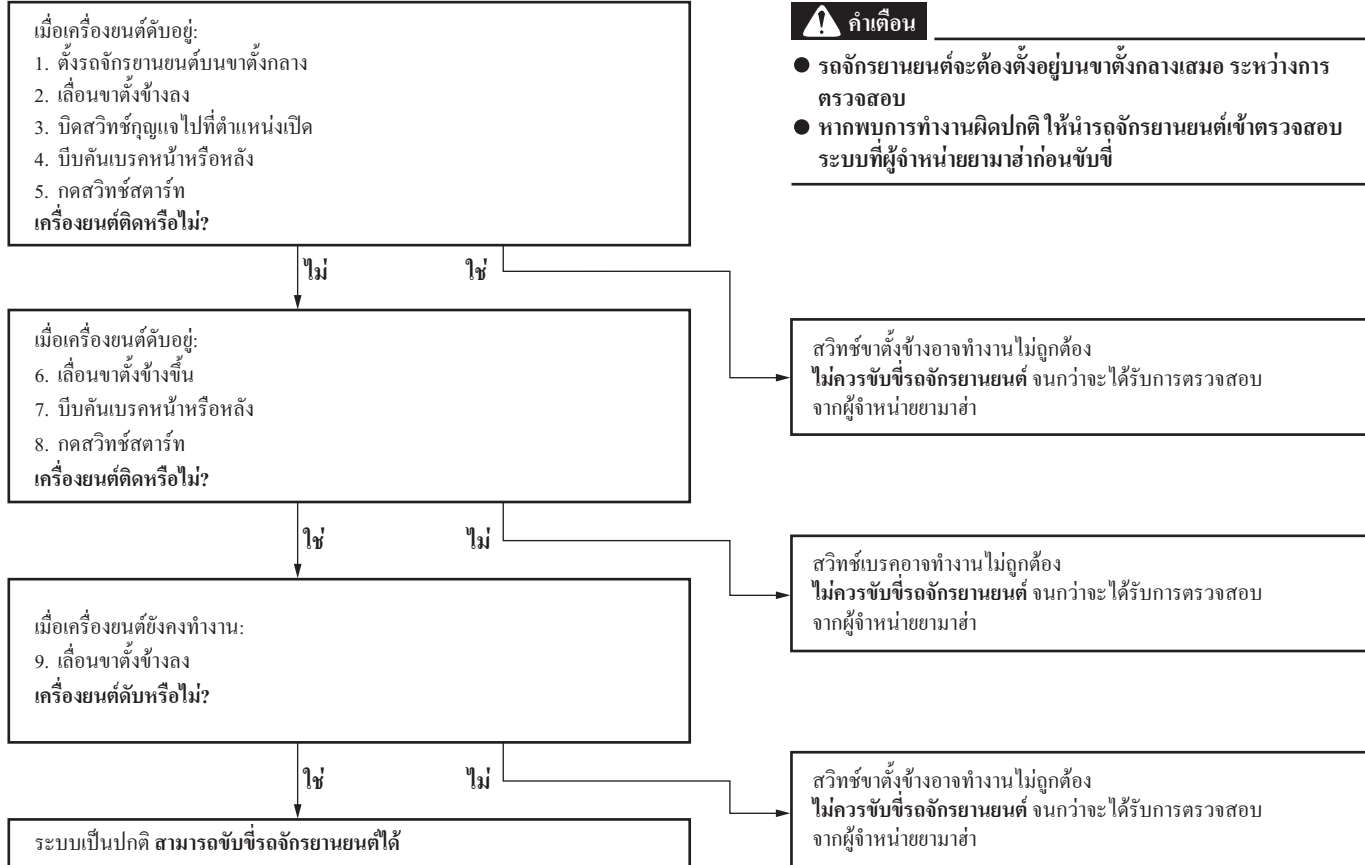 เมื่อเครื่องยนต์ดับอยู่:
1. ตั้งรถจักรยานยนต์บนขาตั้งกลาง
2. เลื่อนขาตั้งข้างลง
3. บิดสวิทช์กุญแจไปที่ตำแหน่งเปิด
4. บีบคันเบรคหน้าหรือหลัง
5. กดสวิทช์สตาร์ท
เครื่องยนต์ติดหรือไม่?
คำเตือน
● รถจักรยานยนต์จะต้องตั้งอยู่บนขาตั้งกลางเสมอ ระหว่างการ
ตรวจสอบ
● หากพบการทำงานผิดปกติ ให้นำรถจักรยานยนต์เข้าตรวจสอบ
ระบบที่ผู้จำหน่ายยามาฮ่าก่อนขับขี่
ไม่
ใช่
เมื่อเครื่องยนต์ดับอยู่:
6. เลื่อนขาตั้งข้างขึ้น
7. บีบคันเบรคหน้าหรือหลัง
8. กดสวิทช์สตาร์ท
เครื่องยนต์ติดหรือไม่?
สวิทช์ขาตั้งข้างอาจทำงานไม่ถูกต้อง
ไม่ควรขับขี่รถจักรยานยนต์ จนกว่าจะได้รับการตรวจสอบ
จากผู้จำหน่ายยามาฮ่า
ใช่
ไม่
เมื่อเครื่องยนต์ยังคงทำงาน:
9. เลื่อนขาตั้งข้างลง
เครื่องยนต์ดับหรือไม่?
สวิทช์เบรคอาจทำงานไม่ถูกต้อง
ไม่ควรขับขี่รถจักรยานยนต์ จนกว่าจะได้รับการตรวจสอบ
จากผู้จำหน่ายยามาฮ่า
ใช่
ไม่
ระบบเป็นปกติ สามารถขับขี่รถจักรยานยนต์ได้
สวิทช์ขาตั้งข้างอาจทำงานไม่ถูกต้อง
ไม่ควรขับขี่รถจักรยานยนต์ จนกว่าจะได้รับการตรวจสอบ
จากผู้จำหน่ายยามาฮ่า